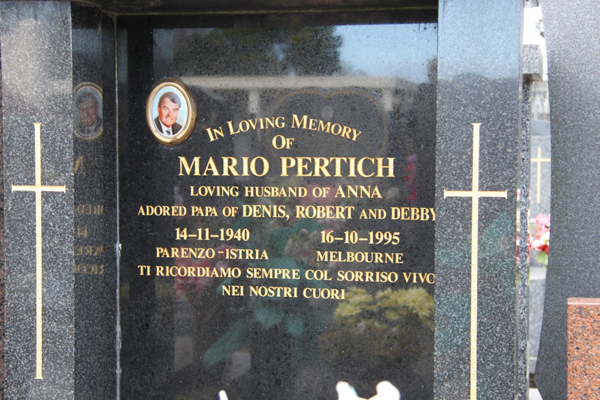 IN LOVING MEMORY
OF
MARIO PERTICH
LOVING HUSBAND OF ANNA
ADORED PAPA OF DENIS, ROBERT AND DEBBY
14-11-1940 16-10-1995
PARENZO-ISTRIA MELBOURNE
TI RICORDIAMO SEMPRE COL SORRISO VIVO
NEI NOSTRI CUORI